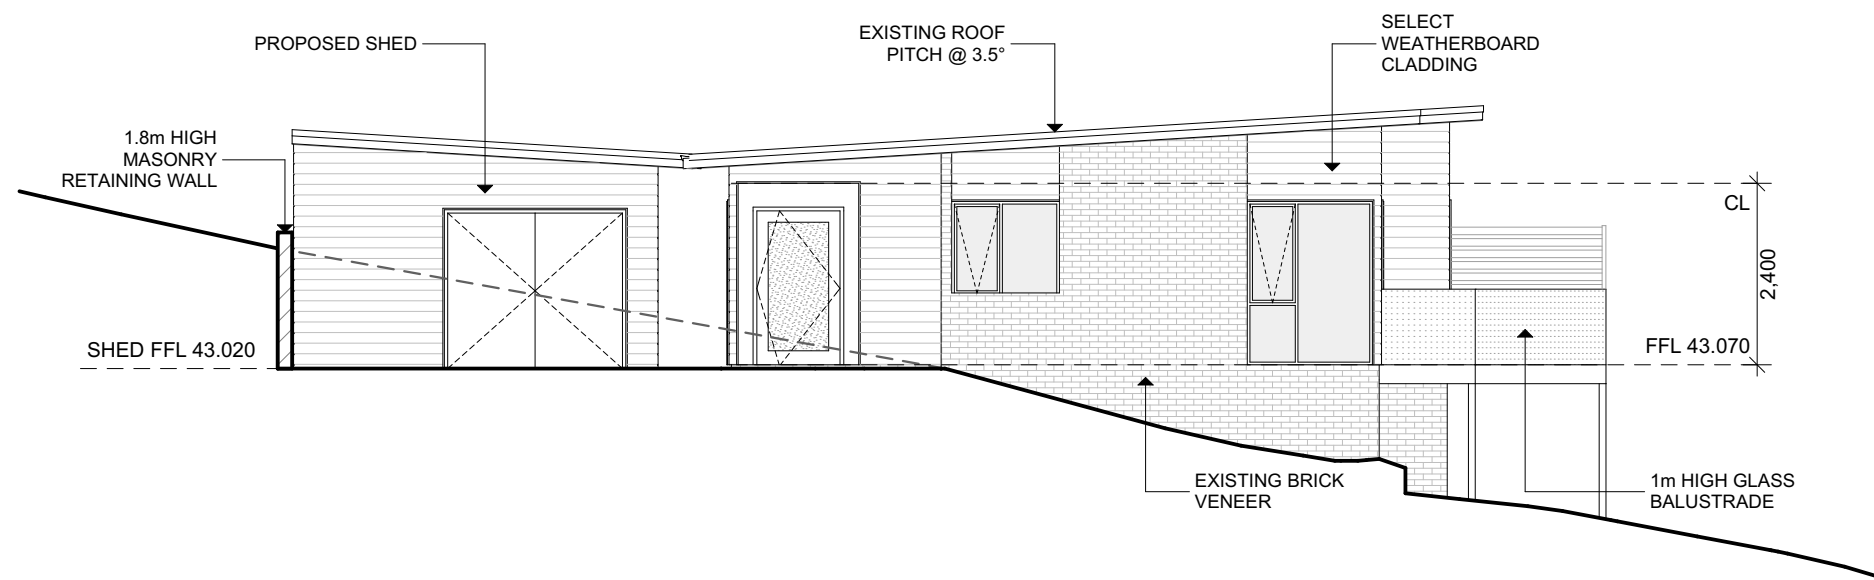 PROPOSED SHED
EXISTING ROOF
PITCH @ 3.5°
SELECT
WEATHERBOARD
CLADDING
1.8m HIGH
MASONRY
RETAINING WALL
CL
2,400
SHED FFL 43.020
FFL 43.070
EXISTING BRICK
VENEER
1m HIGH GLASS
BALUSTRADE